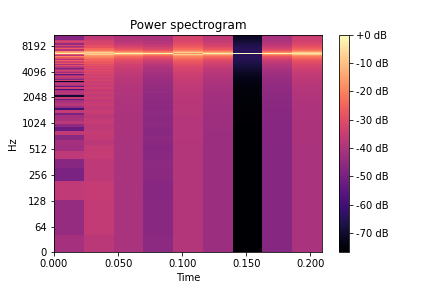 Power spectrogram
+0 dB
8192
-10 dB
4096
-20 dB
2048
-30 dB
1024
Hz
512
-40 dB
256
-50 dB
128
-60 dB
64
-70 dB
0
0.000
0.050
0.100
0.150
0.200
Time